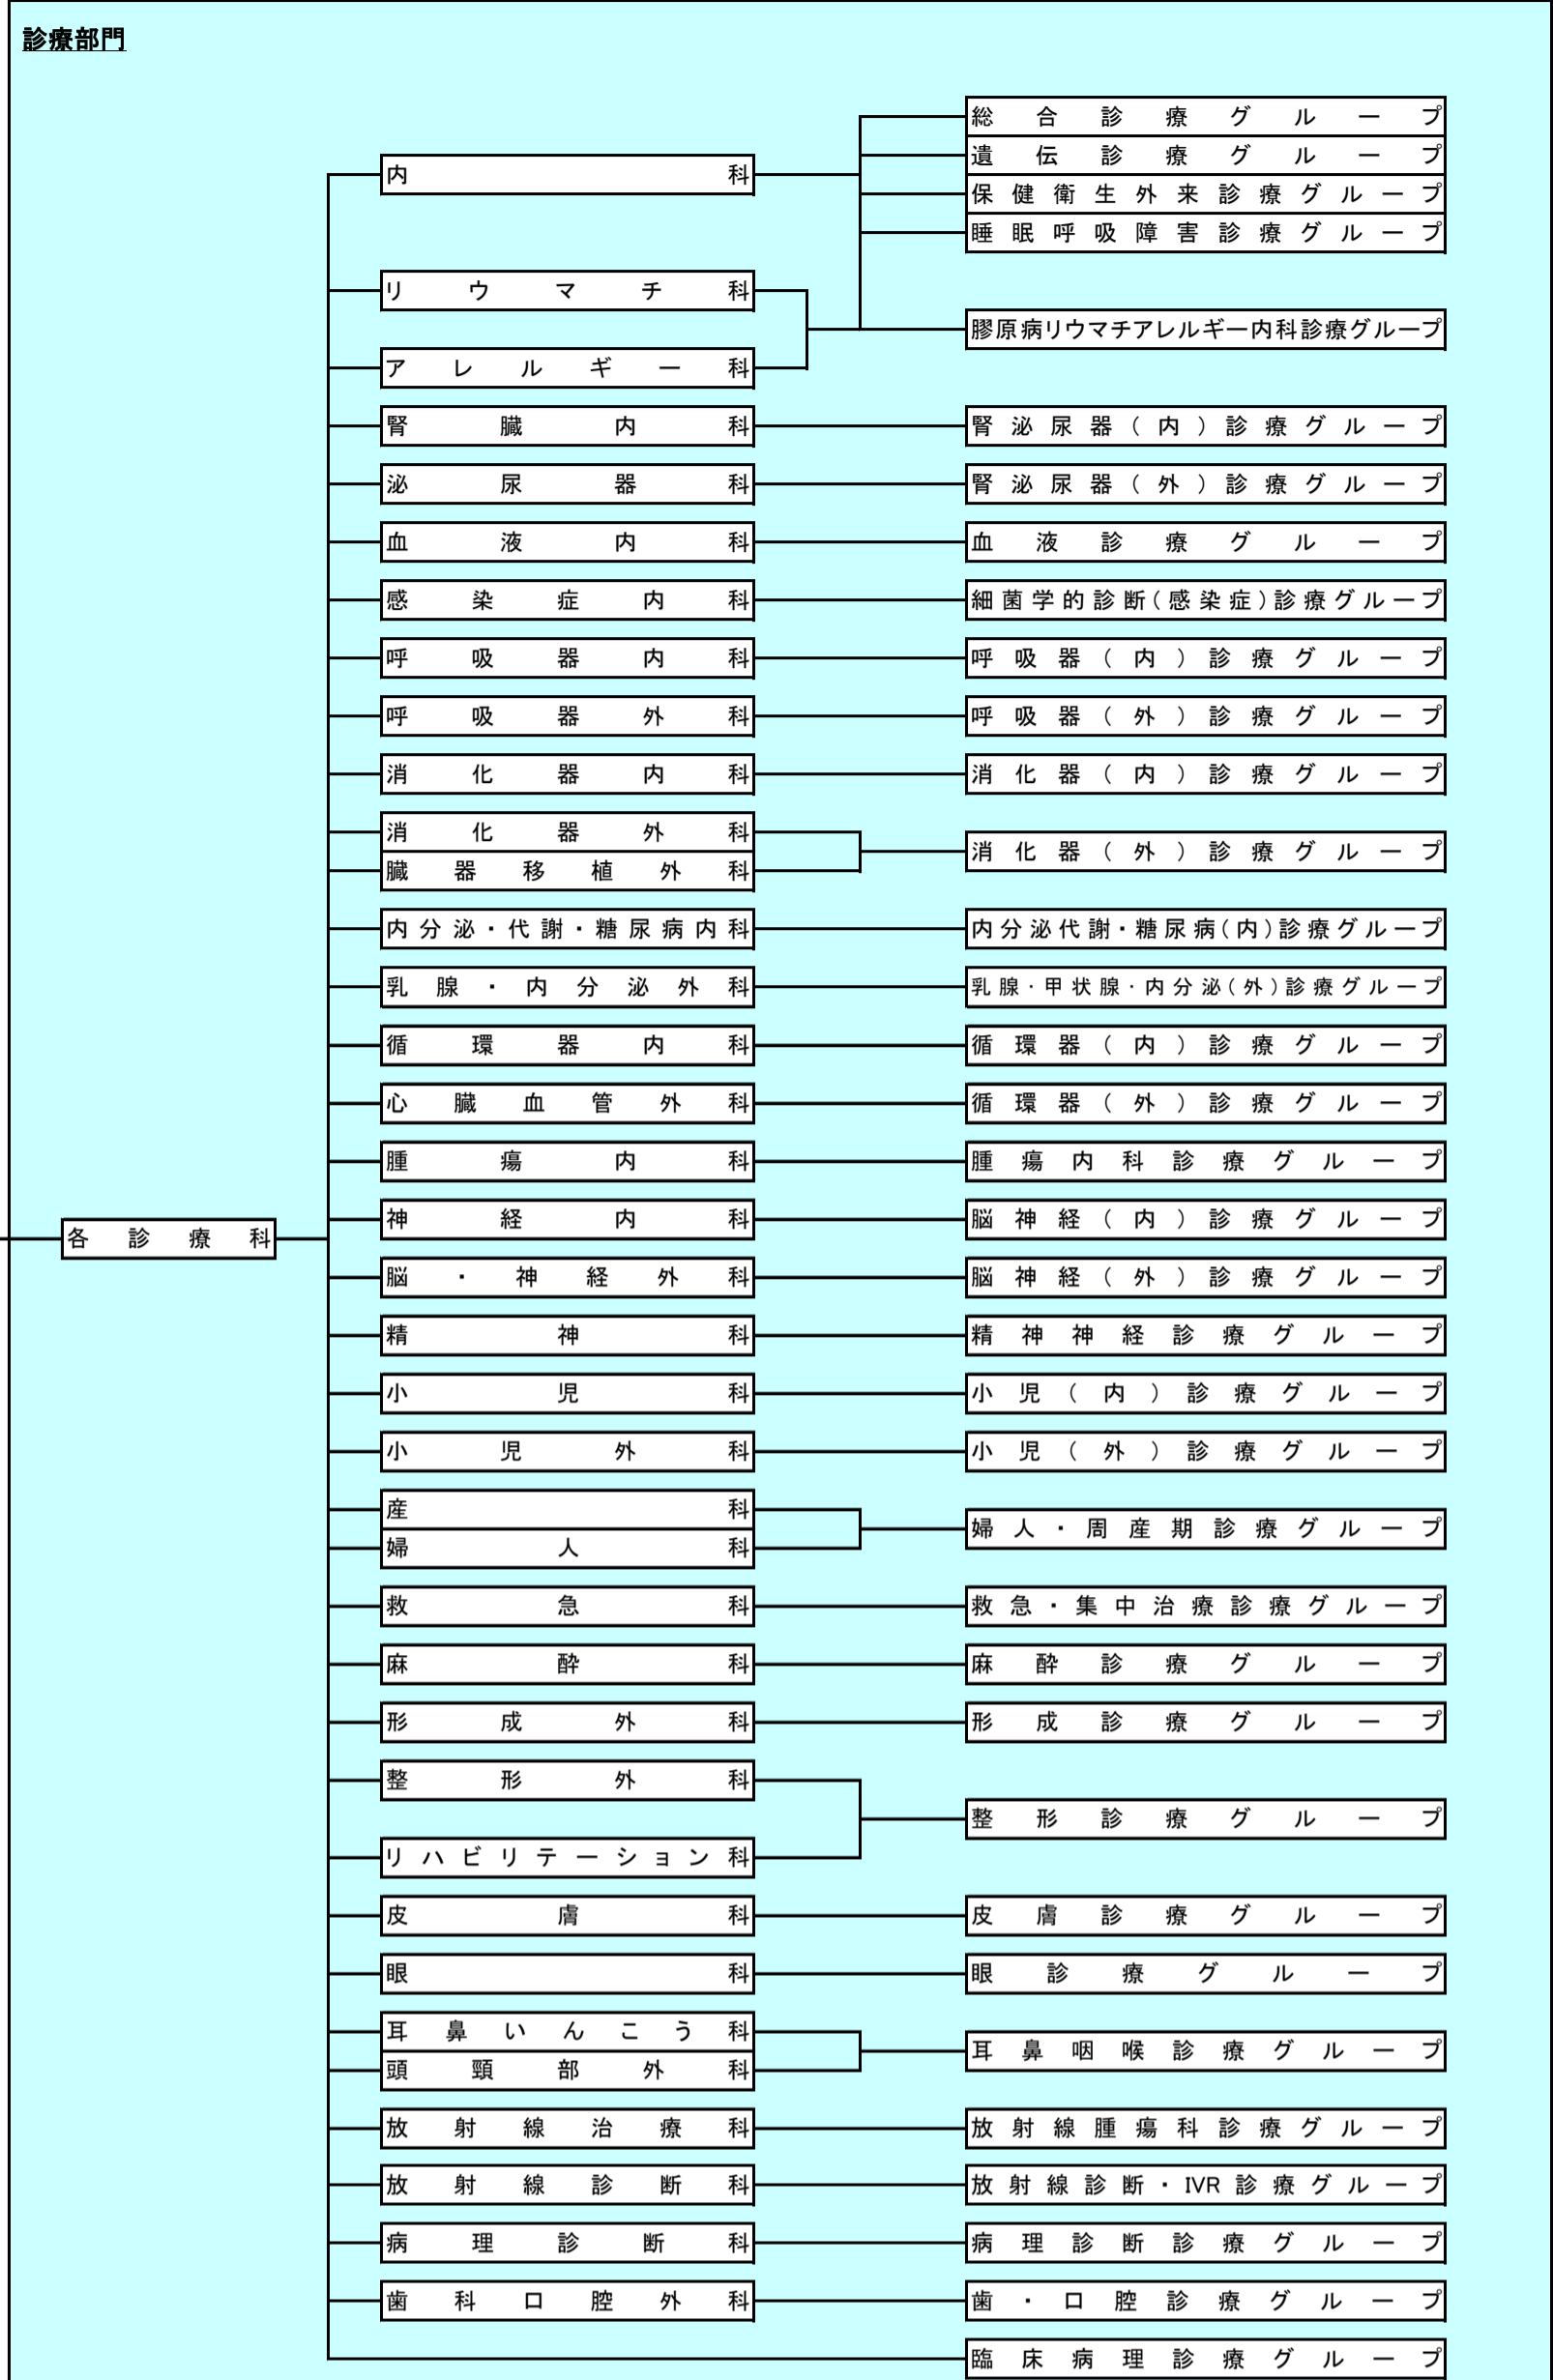 診療部門
総合診療グループ
遺伝診療グループ
内科
保健衛生外来診療グループ
睡眠呼吸障害診療グループ
リウマチ科
膠原病リウマチアレルギー内科診療グループ
アレルギー科
腎臓内科 腎泌尿器(内)診療グループ
泌尿器科 腎泌尿器(外)診療グループ
血液内科 血液診療グループ
感染症内科 細菌学的診断(感染症)診療グループ
呼吸器内科 呼吸器(内)診療グループ
呼吸器外科 呼吸器(外)診療グループ
消化器内科 消化器(内)診療グループ
消化器外科
消化器(外)診療グループ
臓器移植外科
内分泌・代謝・糖尿病内科 内分泌代謝・糖尿病(内)診療グループ
乳腺・内分泌外科 乳腺・甲状腺・内分泌(外)診療グループ
循環器内科 循環器(内)診療グループ
心臓血管外科 循環器(外)診療グループ
腫瘍内科 腫瘍内科診療グループ
神経内科 脳神経(内)診療グループ
各診療科
脳・神経外科 脳神経(外)診療グループ
精神科 精神神経診療グループ
小児科 小児(内)診療グループ
小児外科 小児(外)診療グループ
産科
婦人・周産期診療グループ
婦人科
救急科 救急・集中治療診療グループ
麻酔科 麻酔診療グループ
形成外科 形成診療グループ
整形外科
整形診療グループ
リハビリテーション科
皮膚科 皮膚診療グループ
眼科 眼診療グループ
耳鼻いんこう科
耳鼻咽喉診療グループ
頭頸部外科
放射線治療科 放射線腫瘍科診療グループ
放射線診断科 放射線診断・IVR診療グループ
病理診断科 病理診断診療グループ
歯科口腔外科 歯・口腔診療グループ
臨床病理診療グループ